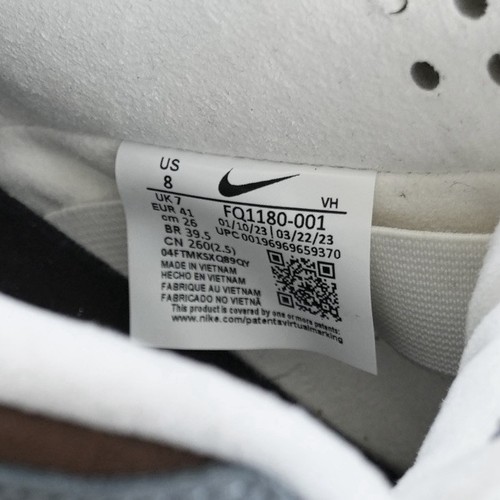 US
8
UK 7
EUR 41
cm 26
BR 39.5
CN 260(2.5)
VH
FQ1180-001
01/10/23 | 03/22/23
UPC 00196969659370
04FTMKSXQ89QY
MADE IN VIETNAM
HECHO EN VIETNAM
FABRIQUE AU VIETNAM
FABRICADO NO VIETNÃ
This product is covered by one or more patents:
www.nike.com/patentsvirtualmarking